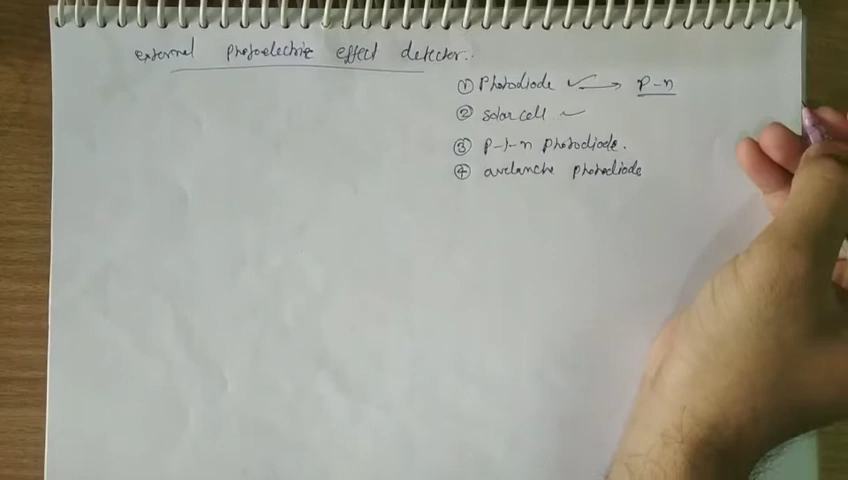 external photoelectric effect detector..
① Photodiode ✓ → p-n
② solar cell ~
③ p-i-n photodiode.
④ avalanche photodiode